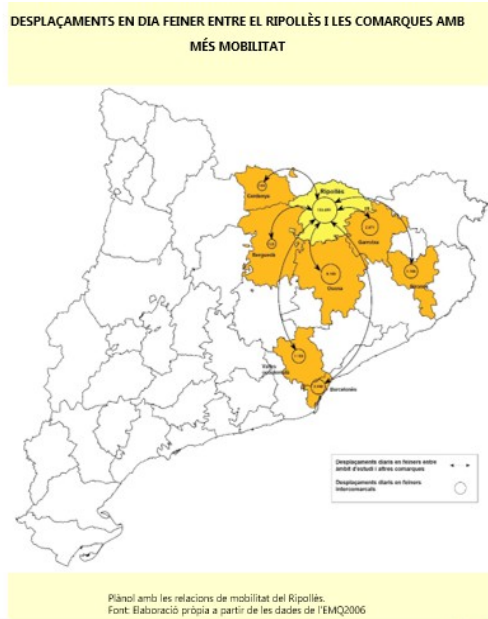 DESPLAÇAMENTS EN DIA FEINER ENTRE EL RIPOLLÈS I LES COMARQUES AMB
MÉS MOBILITAT
Ripollès
Cerdanya
Garrotxa
Berguedà
Osona
Gironès
Vallès
Barcelonès
Desplaçaments diaris en feiners entre
àmbit d'estudi i altres comarques
Desplaçaments diaris en feiners
intercomarcals
Plànol amb les relacions de mobilitat del Ripollès.
Font: Elaboració pròpia a partir de les dades de l'EMQ2006